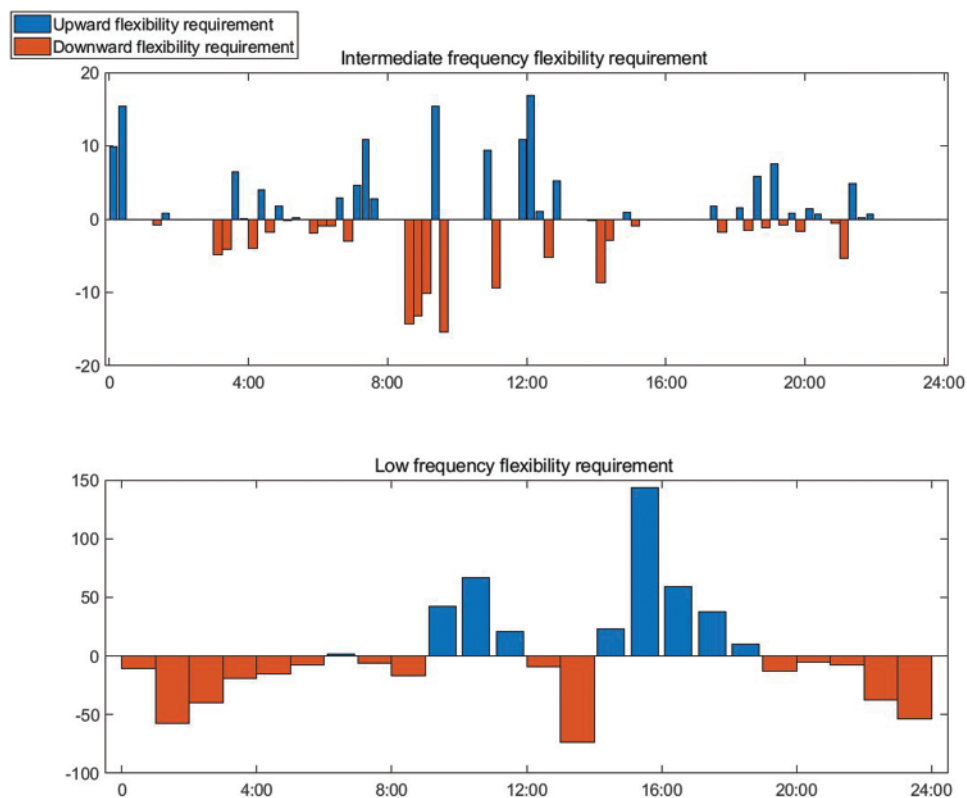 Upward flexibility requirement
Downward flexibility requirement
Intermediate frequency flexibility requirement
20
10
0
-10
-20
0 4:00 8:00 12:00 16:00 20:00 24:00
Low frequency flexibility requirement
150
100
50
0
-50
-100
0 4:00 8:00 12:00 16:00 20:00 24:00